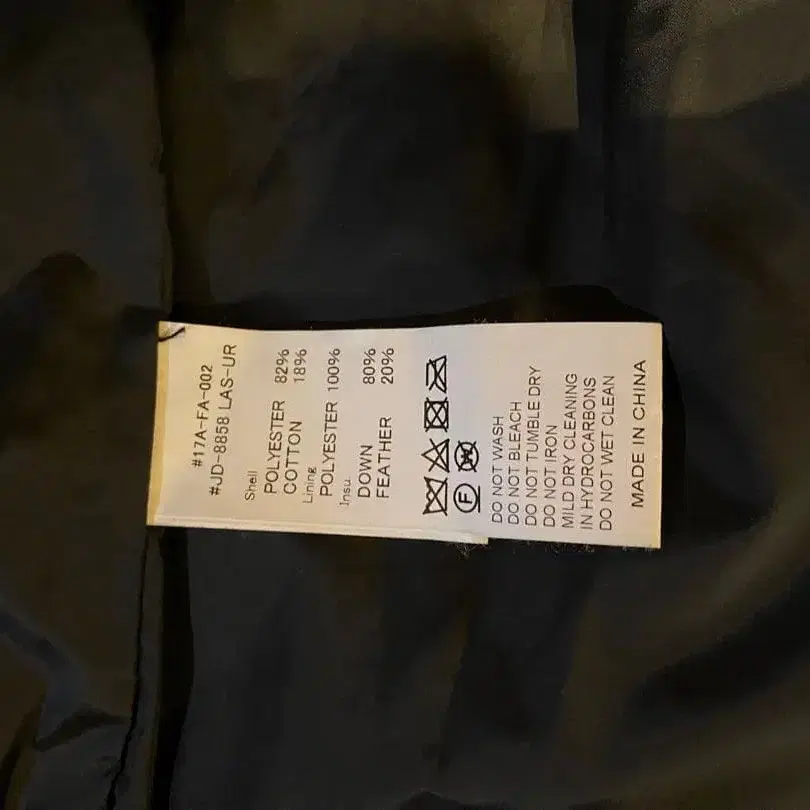 #17A-FA-002
#JD-8858 LAS-UR
Shell
POLYESTER 82%
COTTON 18%
Lining
POLYESTER 100%
Insu.
DOWN 80%
FEATHER 20%
F W
DO NOT WASH
DO NOT BLEACH
DO NOT TUMBLE DRY
DO NOT IRON
MILD DRY CLEANING
IN HYDROCARBONS
DO NOT WET CLEAN
MADE IN CHINA